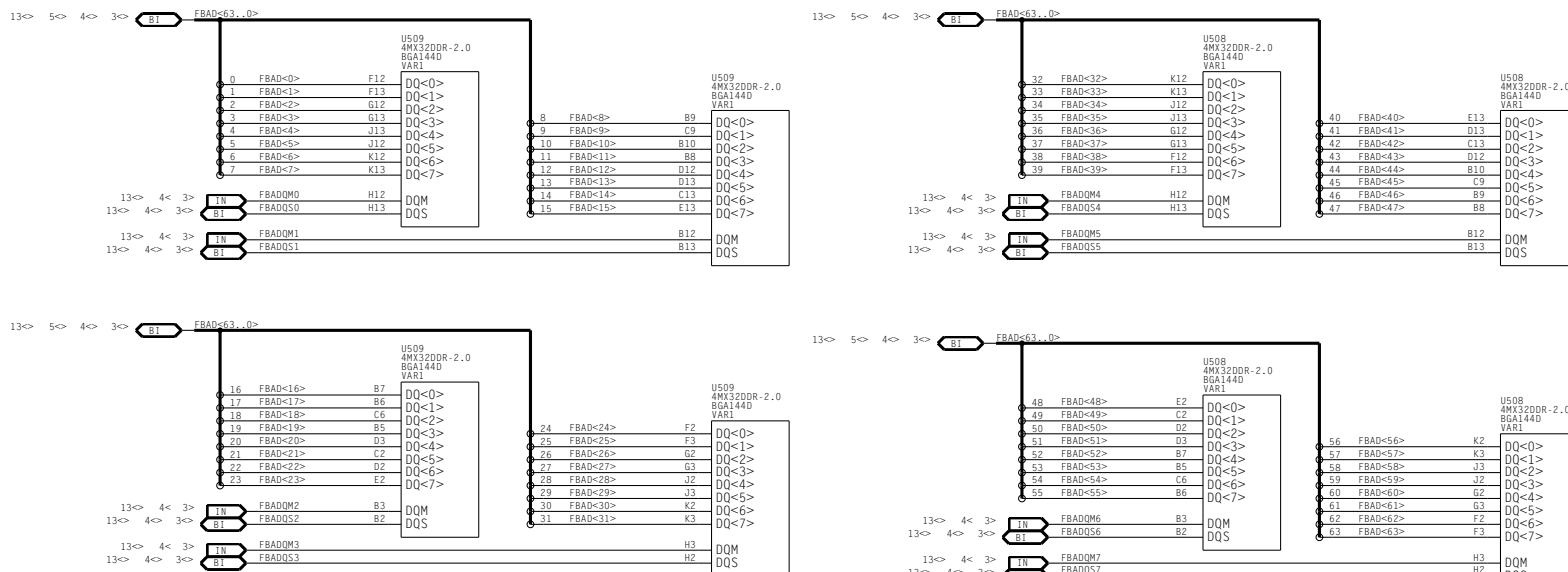 13<> 5<> 4<> 3<> BI FBAD<63..0>
U509
4MX32DDR-2.0
BGA144D
VAR1
0 FBAD<0> F12 DQ<0>
1 FBAD<1> F13 DQ<1>
2 FBAD<2> G12 DQ<2>
3 FBAD<3> G13 DQ<3>
4 FBAD<4> J13 DQ<4>
5 FBAD<5> J12 DQ<5>
6 FBAD<6> K12 DQ<6>
7 FBAD<7> K13 DQ<7>
13<> 4< 3> IN FBADQM0 H12 DQM
13<> 4<> 3<> BI FBADQS0 H13 DQS
U509
4MX32DDR-2.0
BGA144D
VAR1
8 FBAD<8> B9 DQ<0>
9 FBAD<9> C9 DQ<1>
10 FBAD<10> B10 DQ<2>
11 FBAD<11> B8 DQ<3>
12 FBAD<12> D12 DQ<4>
13 FBAD<13> D13 DQ<5>
14 FBAD<14> C13 DQ<6>
15 FBAD<15> E13 DQ<7>
13<> 4< 3> IN FBADQM1 B12 DQM
13<> 4<> 3<> BI FBADQS1 B13 DQS
13<> 5<> 4<> 3<> BI FBAD<63..0>
U508
4MX32DDR-2.0
BGA144D
VAR1
32 FBAD<32> K12 DQ<0>
33 FBAD<33> K13 DQ<1>
34 FBAD<34> J12 DQ<2>
35 FBAD<35> J13 DQ<3>
36 FBAD<36> G12 DQ<4>
37 FBAD<37> G13 DQ<5>
38 FBAD<38> F12 DQ<6>
39 FBAD<39> F13 DQ<7>
13<> 4< 3> IN FBADQM4 H12 DQM
13<> 4<> 3<> BI FBADQS4 H13 DQS
U508
4MX32DDR-2.0
BGA144D
VAR1
40 FBAD<40> E13 DQ<0>
41 FBAD<41> D13 DQ<1>
42 FBAD<42> C13 DQ<2>
43 FBAD<43> D12 DQ<3>
44 FBAD<44> B10 DQ<4>
45 FBAD<45> C9 DQ<5>
46 FBAD<46> B9 DQ<6>
47 FBAD<47> B8 DQ<7>
13<> 4< 3> IN FBADQM5 B12 DQM
13<> 4<> 3<> BI FBADQS5 B13 DQS
13<> 5<> 4<> 3<> BI FBAD<63..0>
U509
4MX32DDR-2.0
BGA144D
VAR1
16 FBAD<16> B7 DQ<0>
17 FBAD<17> B6 DQ<1>
18 FBAD<18> C6 DQ<2>
19 FBAD<19> B5 DQ<3>
20 FBAD<20> D3 DQ<4>
21 FBAD<21> C2 DQ<5>
22 FBAD<22> D2 DQ<6>
23 FBAD<23> E2 DQ<7>
13<> 4< 3> IN FBADQM2 B3 DQM
13<> 4<> 3<> BI FBADQS2 B2 DQS
U509
4MX32DDR-2.0
BGA144D
VAR1
24 FBAD<24> F2 DQ<0>
25 FBAD<25> F3 DQ<1>
26 FBAD<26> G2 DQ<2>
27 FBAD<27> G3 DQ<3>
28 FBAD<28> J2 DQ<4>
29 FBAD<29> J3 DQ<5>
30 FBAD<30> K2 DQ<6>
31 FBAD<31> K3 DQ<7>
13<> 4< 3> IN FBADQM3 H3 DQM
13<> 4<> 3<> BI FBADQS3 H2 DQS
13<> 5<> 4<> 3<> BI FBAD<63..0>
U508
4MX32DDR-2.0
BGA144D
VAR1
48 FBAD<48> E2 DQ<0>
49 FBAD<49> C2 DQ<1>
50 FBAD<50> D2 DQ<2>
51 FBAD<51> D3 DQ<3>
52 FBAD<52> B7 DQ<4>
53 FBAD<53> B5 DQ<5>
54 FBAD<54> C6 DQ<6>
55 FBAD<55> B6 DQ<7>
13<> 4< 3> IN FBADQM6 B3 DQM
13<> 4<> 3<> BI FBADQS6 B2 DQS
U508
4MX32DDR-2.0
BGA144D
VAR1
56 FBAD<56> K2 DQ<0>
57 FBAD<57> K3 DQ<1>
58 FBAD<58> J3 DQ<2>
59 FBAD<59> J2 DQ<3>
60 FBAD<60> G2 DQ<4>
61 FBAD<61> G3 DQ<5>
62 FBAD<62> F2 DQ<6>
63 FBAD<63> F3 DQ<7>
13<> 4< 3> IN FBADQM7 H3 DQM
FBADQS7 H2